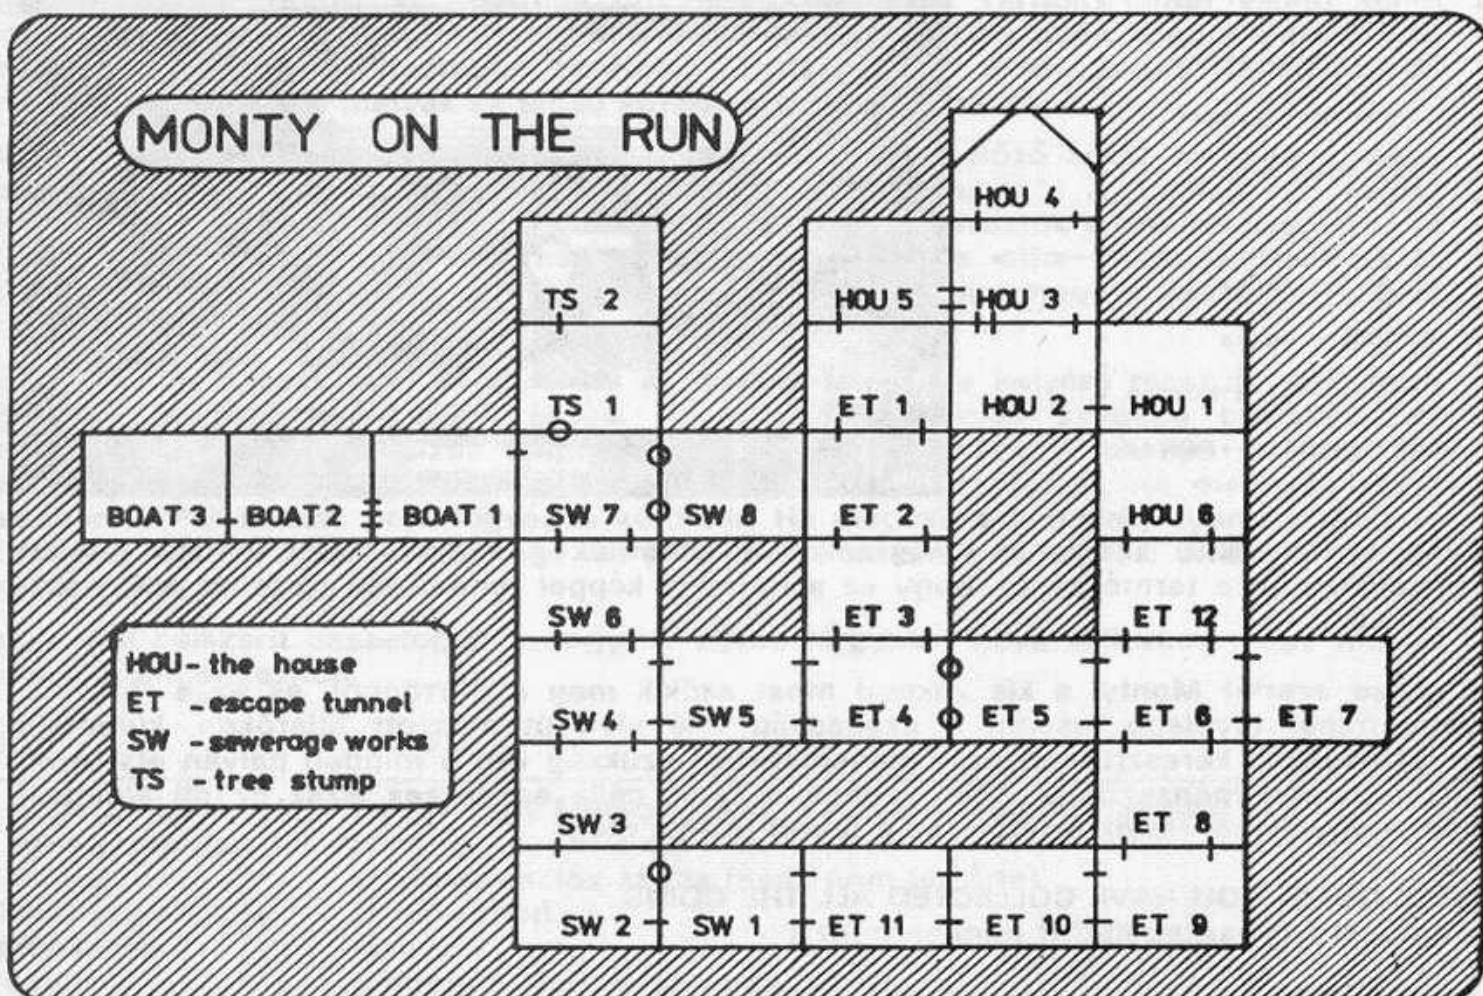 MONTY ON THE RUN
HOU 4
TS 2
HOU 5
HOU 3
TS 1
ET 1
HOU 2
HOU 1
BOAT 3
BOAT 2
BOAT 1
SW 7
SW 8
ET 2
HOU 6
SW 6
ET 3
ET 12
HOU - the house
ET - escape tunnel
SW - sewerage works
TS - tree stump
SW 4
SW 5
ET 4
ET 5
ET 6
ET 7
SW 3
ET 8
SW 2
SW 1
ET 11
ET 10
ET 9